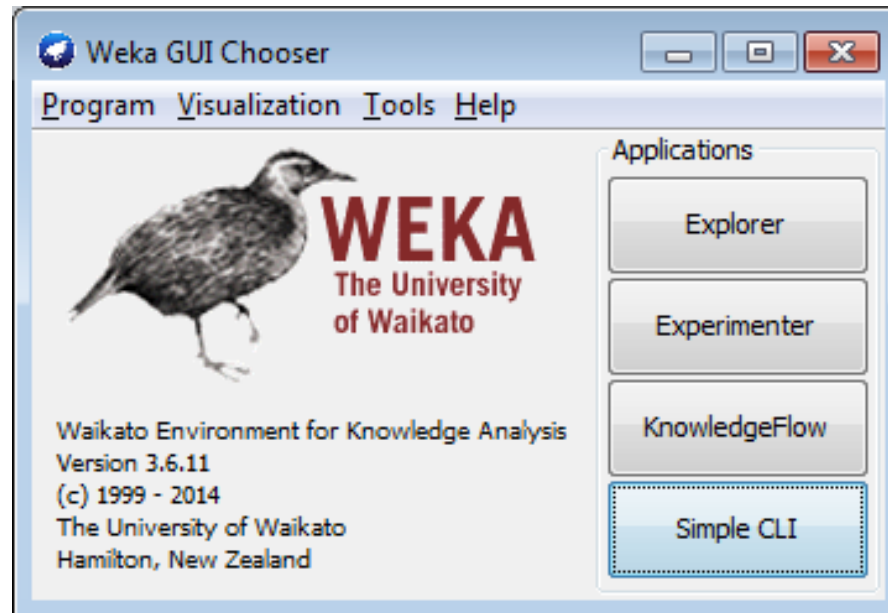 Weka GUI Chooser
Program Visualization Tools Help
WEKA
The University
of Waikato
Waikato Environment for Knowledge Analysis
Version 3.6.11
(c) 1999 - 2014
The University of Waikato
Hamilton, New Zealand
Applications
Explorer
Experimenter
KnowledgeFlow
Simple CLI